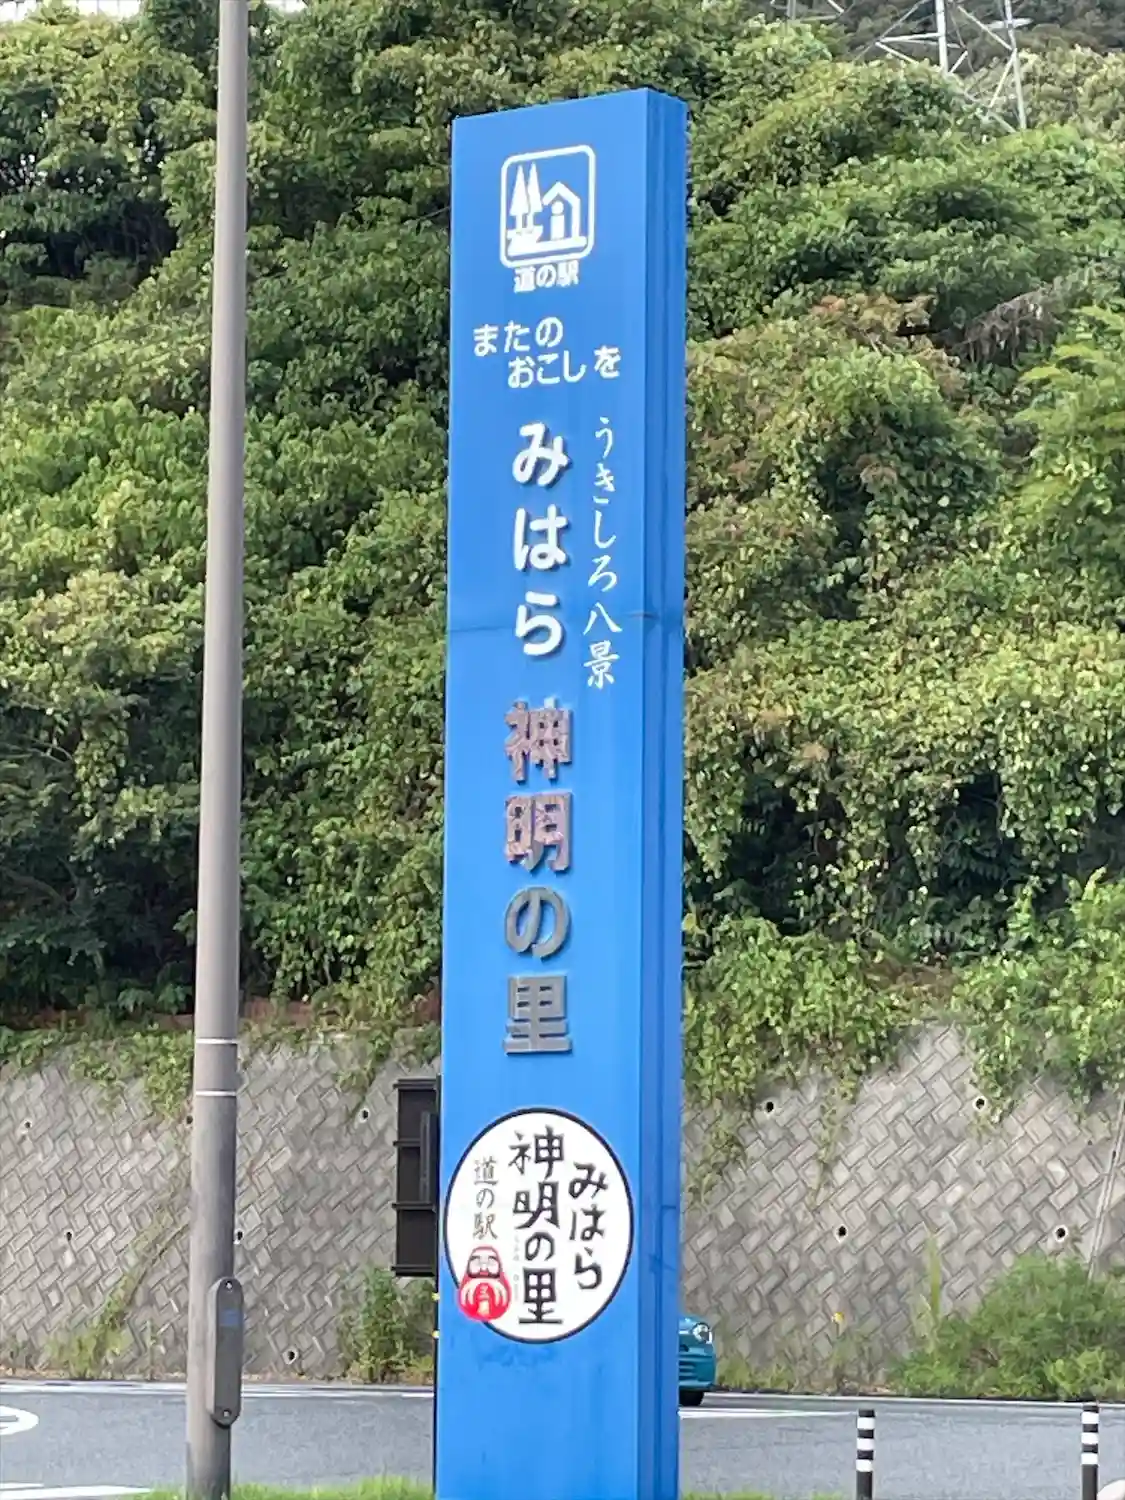 道の駅
またの
おこしを
うきしろ八景
みはら 神明の里
みはら
神明の里
道の駅